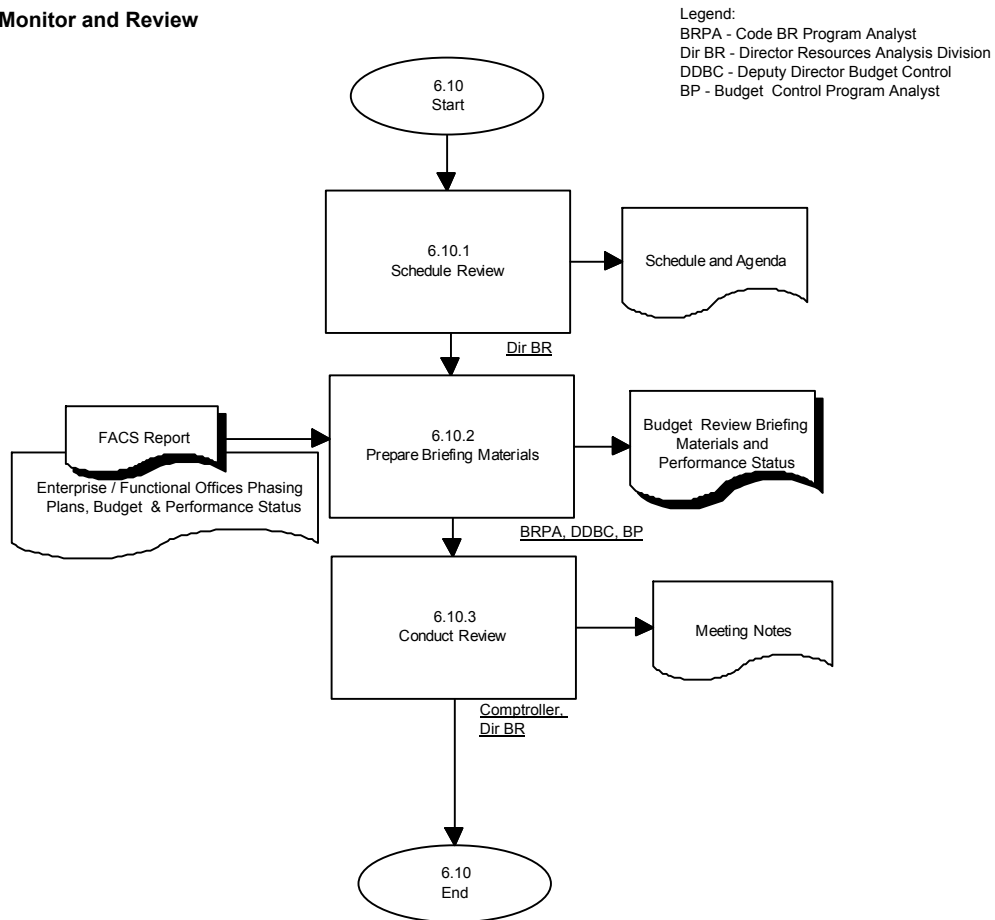 Monitor and Review
Legend:
BRPA - Code BR Program Analyst
Dir BR - Director Resources Analysis Division
DDBC - Deputy Director Budget Control
BP - Budget Control Program Analyst
6.10
Start
6.10.1
Schedule Review
Schedule and Agenda
Dir BR
FACS Report
Enterprise / Functional Offices Phasing
Plans, Budget & Performance Status
6.10.2
Prepare Briefing Materials
Budget Review Briefing
Materials and
Performance Status
BRPA, DDBC, BP
6.10.3
Conduct Review
Meeting Notes
Comptroller,
Dir BR
6.10
End